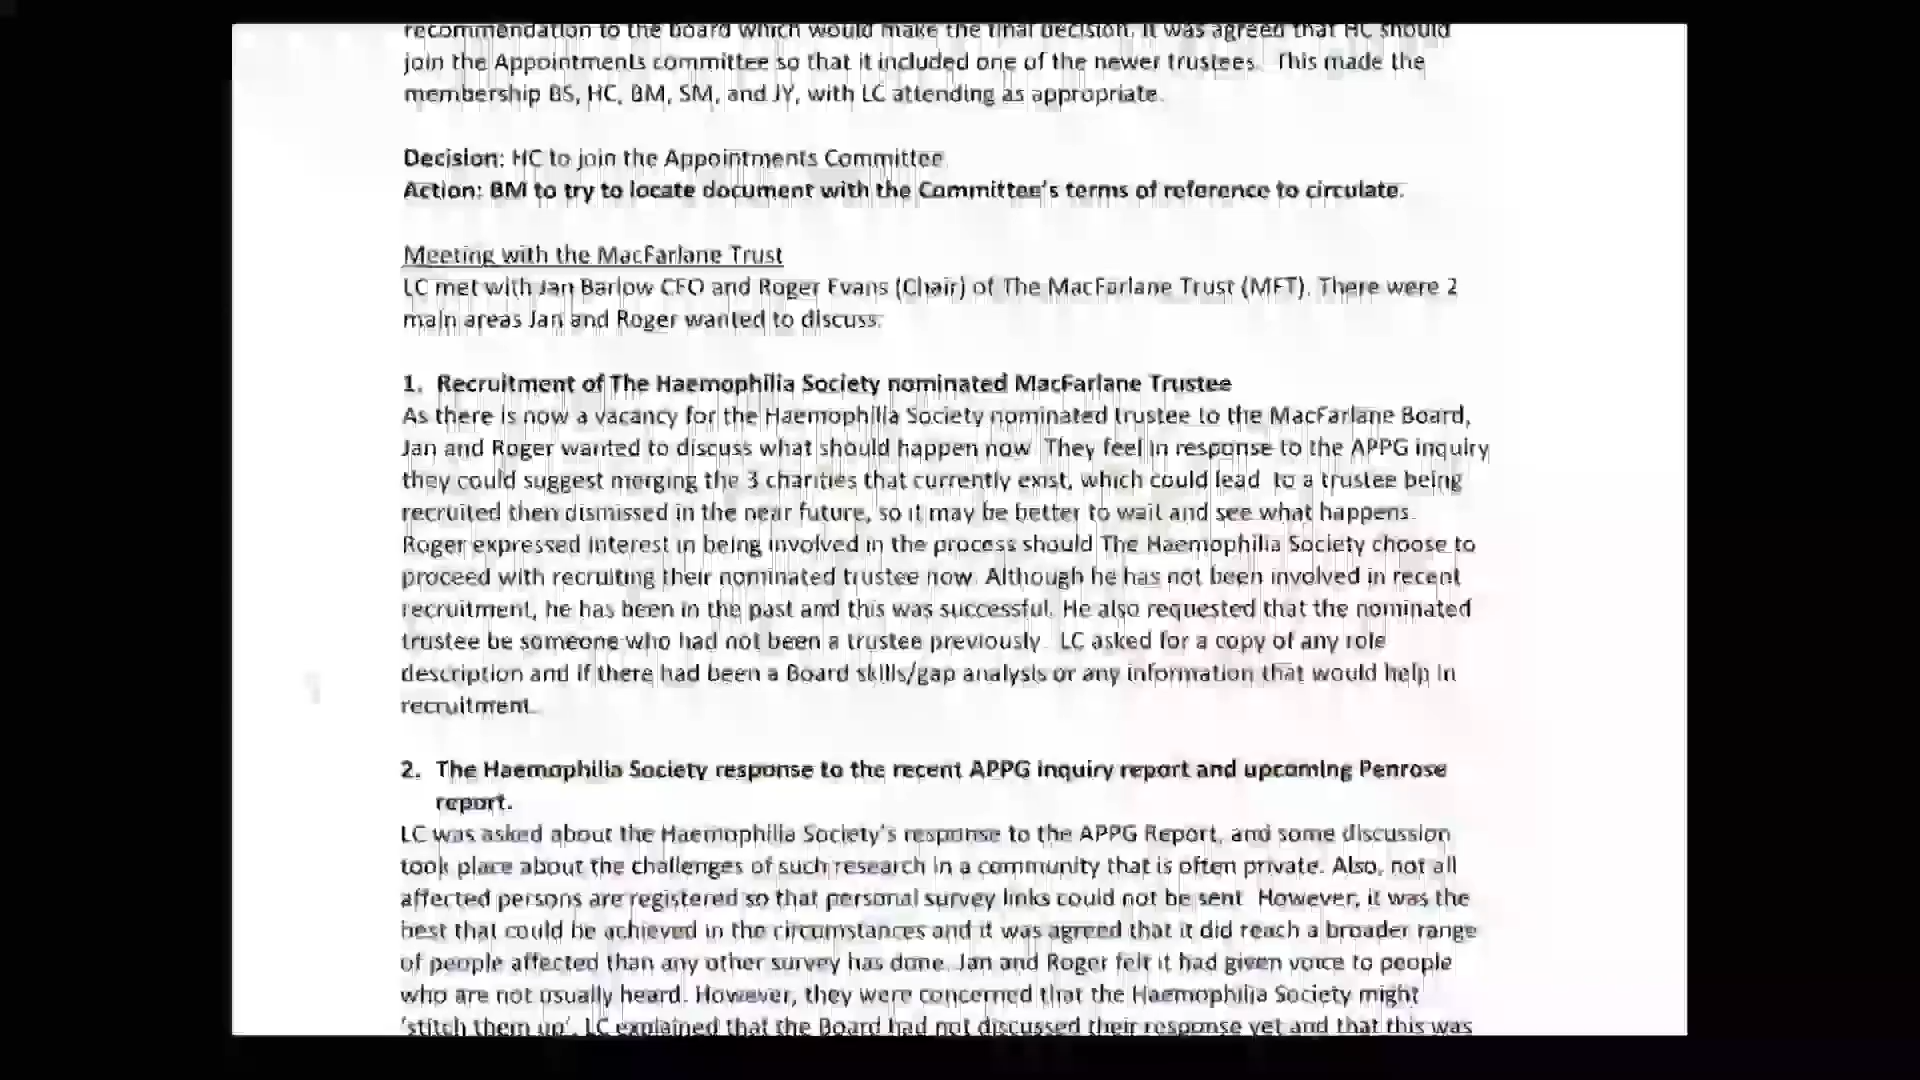 recommendation to the board which would make the final decision. It was agreed that HC should
join the Appointments committee so that it included one of the newer trustees. This made the
membership BS, HC, BM, SM, and JY, with LC attending as appropriate.
Decision: HC to join the Appointments Committee
Action: BM to try to locate document with the Committee's terms of reference to circulate.
Meeting with the MacFarlane Trust
LC met with Jan Barlow CEO and Roger Evans (Chair) of The MacFarlane Trust (MFT). There were 2
main areas Jan and Roger wanted to discuss:
1. Recruitment of The Haemophilia Society nominated MacFarlane Trustee
As there is now a vacancy for the Haemophilia Society nominated trustee to the MacFarlane Board,
Jan and Roger wanted to discuss what should happen now. They feel in response to the APPG inquiry
they could suggest merging the 3 charities that currently exist, which could lead to a trustee being
recruited then dismissed in the near future, so it may be better to wait and see what happens.
Roger expressed interest in being involved in the process should The Haemophilia Society choose to
proceed with recruiting their nominated trustee now. Although he has not been involved in recent
recruitment, he has been in the past and this was successful. He also requested that the nominated
trustee be someone who had not been a trustee previously. LC asked for a copy of any role
description and if there had been a Board skills/gap analysis or any information that would help in
recruitment.
2. The Haemophilia Society response to the recent APPG inquiry report and upcoming Penrose
report.
LC was asked about the Haemophilia Society's response to the APPG Report, and some discussion
took place about the challenges of such research in a community that is often private. Also, not all
affected persons are registered so that personal survey links could not be sent. However, it was the
best that could be achieved in the circumstances and it was agreed that it did reach a broader range
of people affected than any other survey has done. Jan and Roger felt it had given voice to people
who are not usually heard. However, they were concerned that the Haemophilia Society might
'stitch them up'. LC explained that the Board had not discussed their response yet and that this was